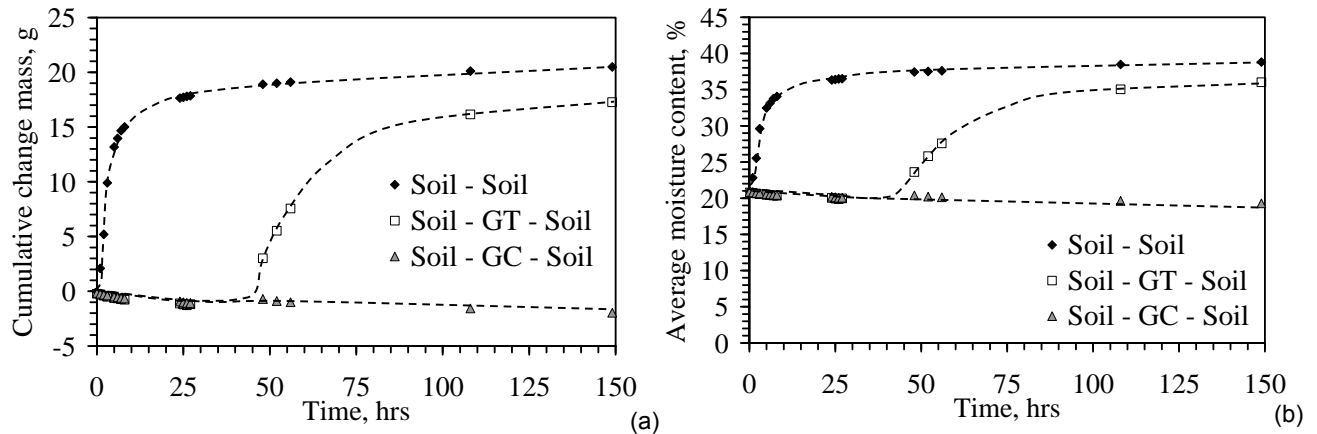 Cumulative change mass, g
25
20
15
10
5
0
-5
Soil - Soil
Soil - GT - Soil
Soil - GC - Soil
0 25 50 75 100 125 150
Time, hrs
(a)
Average moisture content, %
45
40
35
30
25
20
15
10
5
0
Soil - Soil
Soil - GT - Soil
Soil - GC - Soil
0 25 50 75 100 125 150
Time, hrs
(b)